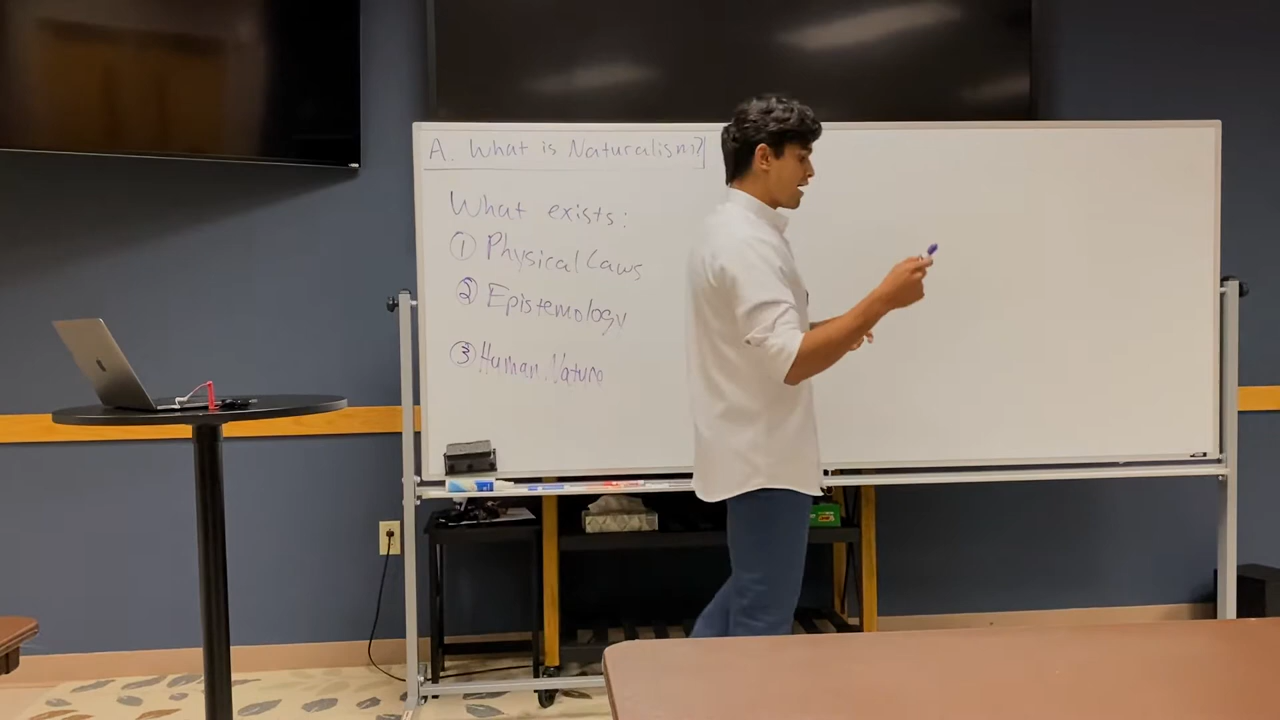 A. What is Naturalism?
What exists:
① Physical Laws
② Epistemology
③ Human Nature